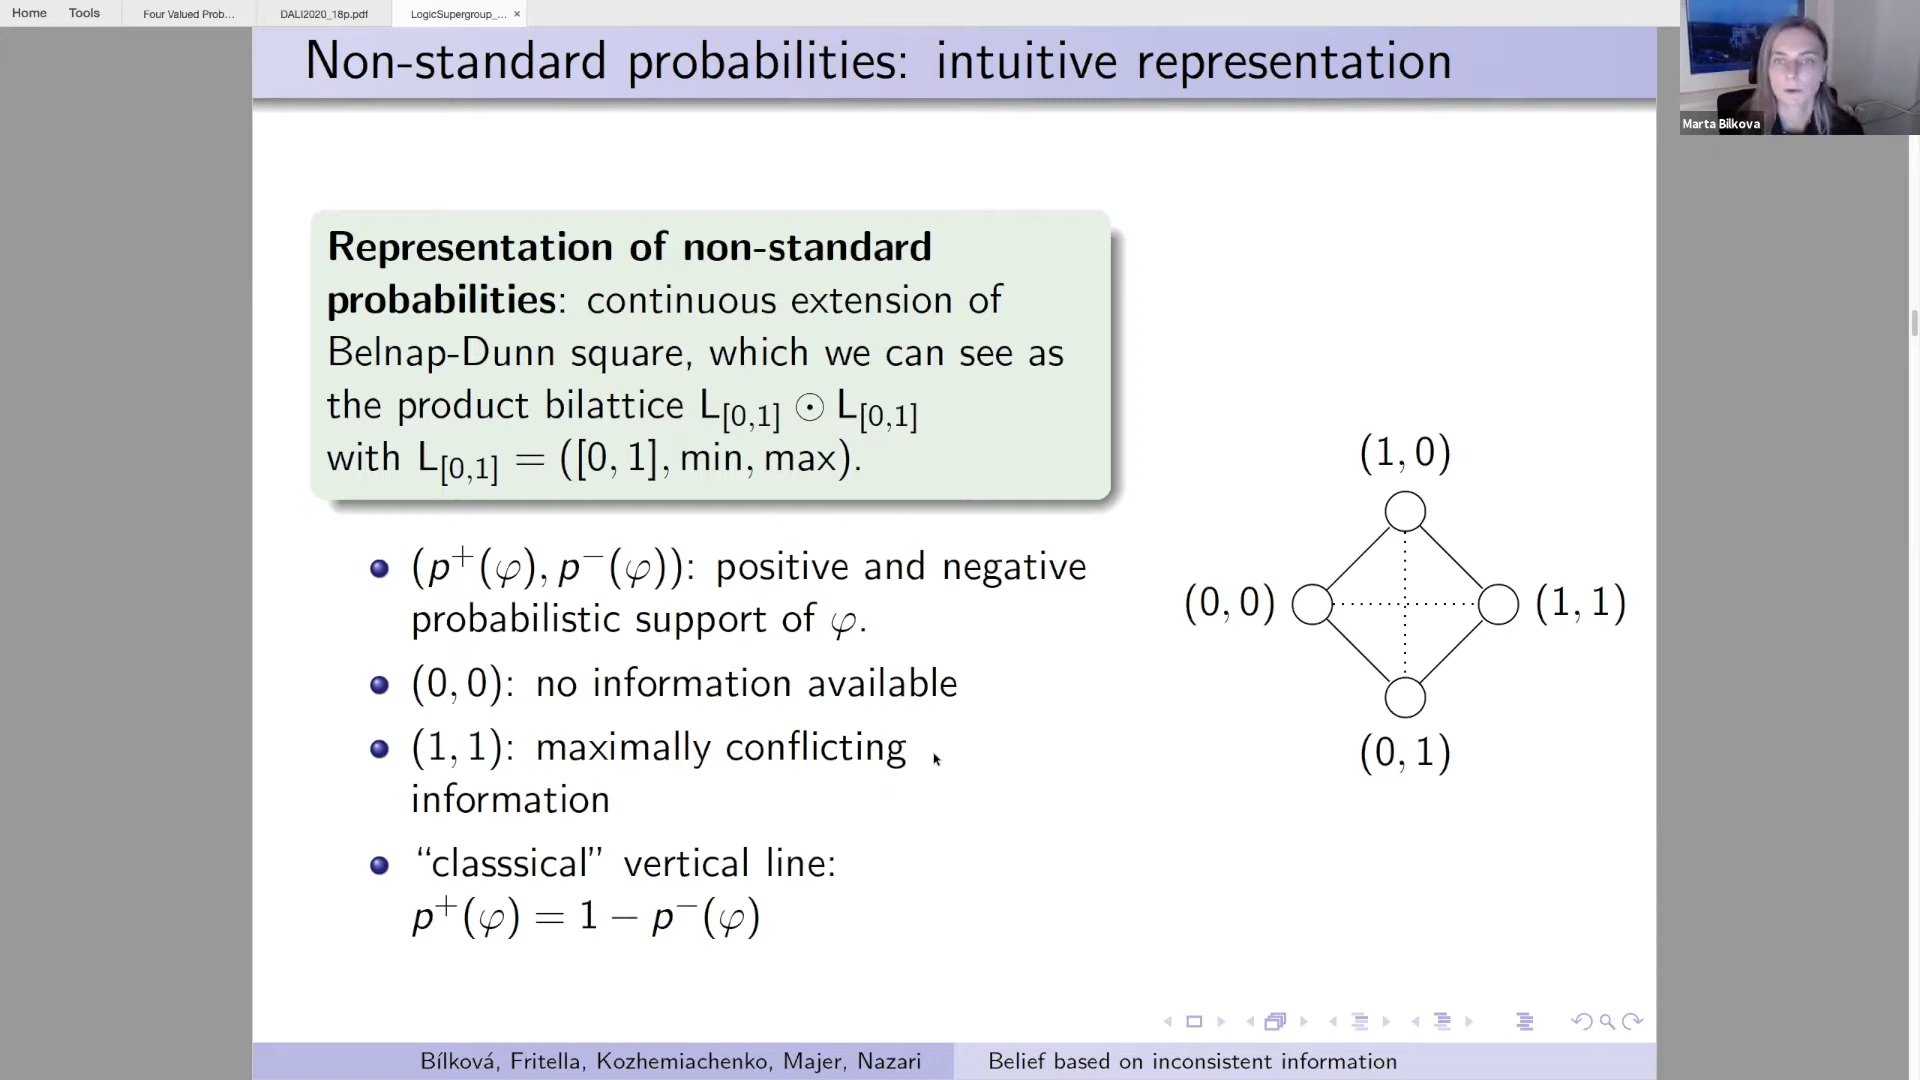 Home Tools Four Valued Prob... DALI2020_18p.pdf LogicSupergroup_... ×
Non-standard probabilities: intuitive representation
Marta Bilkova
Representation of non-standard
probabilities: continuous extension of
Belnap-Dunn square, which we can see as
the product bilattice L[0,1] ⊙ L[0,1]
with L[0,1] = ([0, 1], min, max).
(p⁺(φ), p⁻(φ)): positive and negative
probabilistic support of φ.
(0, 0): no information available
(1, 1): maximally conflicting
information
“classsical” vertical line:
p⁺(φ) = 1 − p⁻(φ)
(1, 0)
(0, 0) (1, 1)
(0, 1)
Bílková, Fritella, Kozhemiachenko, Majer, Nazari Belief based on inconsistent information